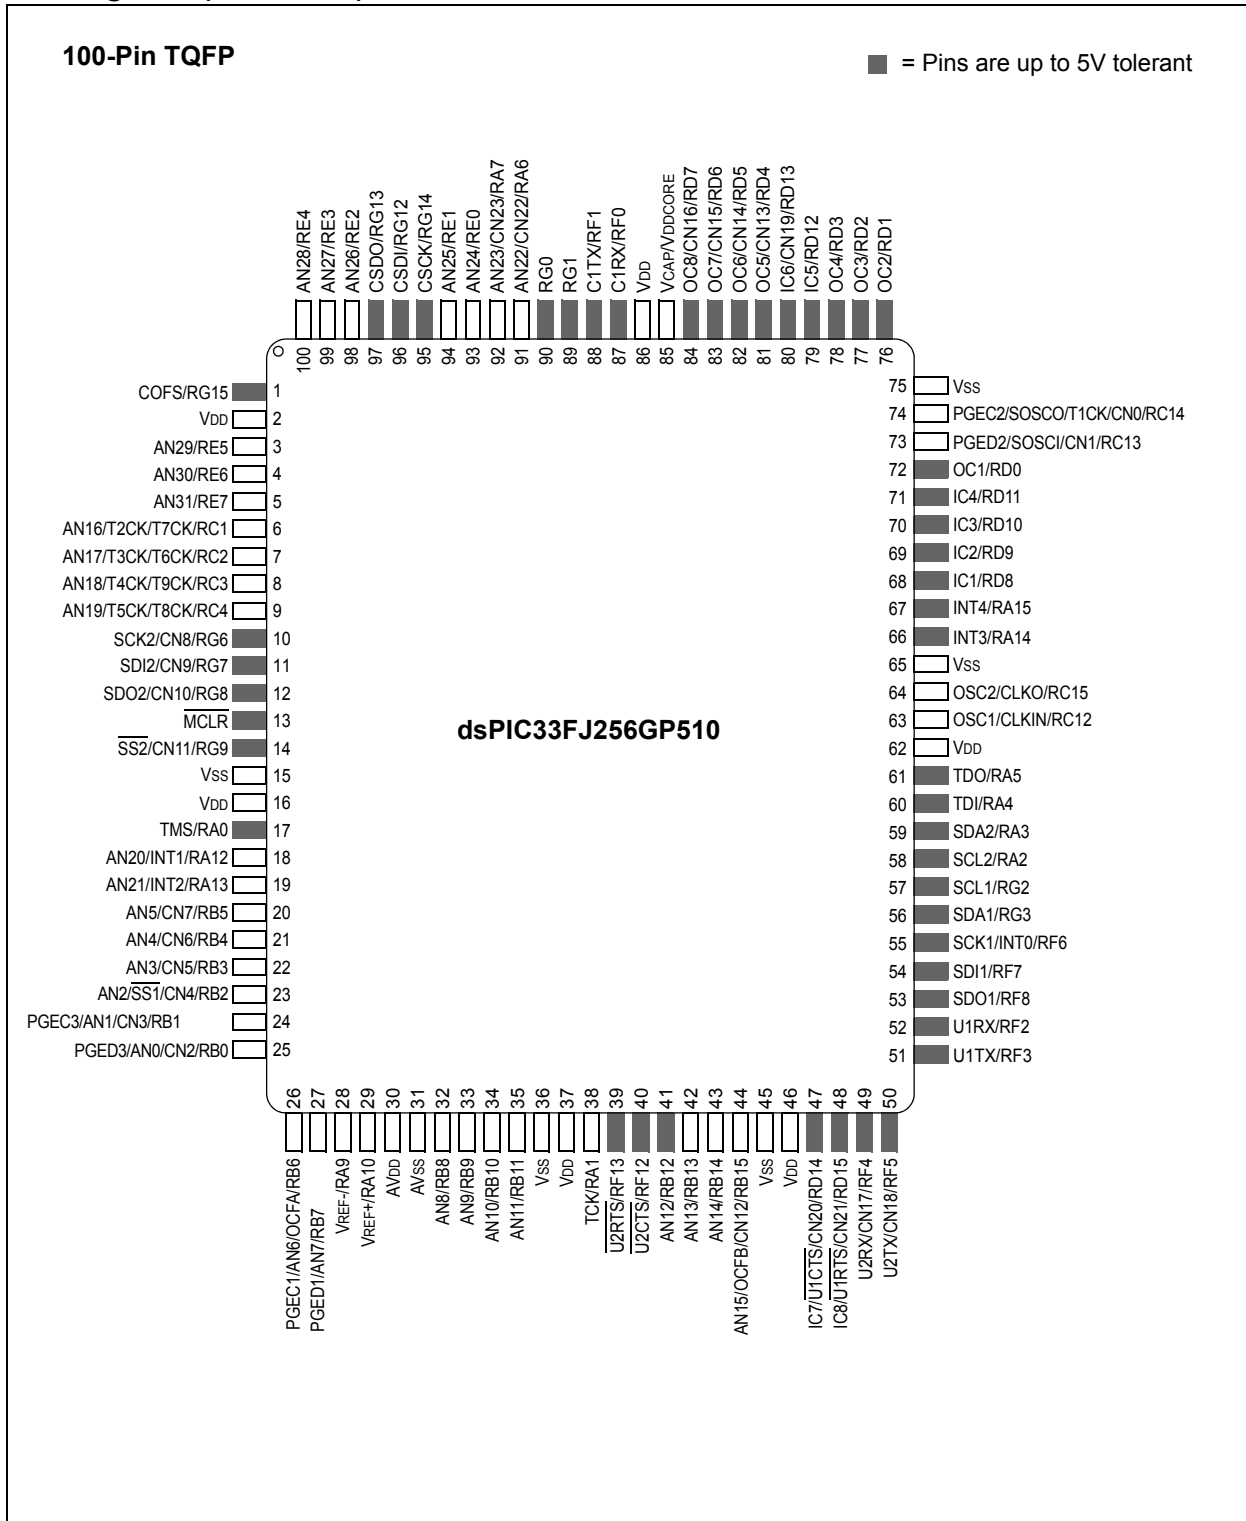 100-Pin TQFP
= Pins are up to 5V tolerant
AN28/RE4
AN27/RE3
AN26/RE2
CSDO/RG13
CSDI/RG12
CSCK/RG14
AN25/RE1
AN24/RE0
AN23/CN23/RA7
AN22/CN22/RA6
RG0
RG1
C1TX/RF1
C1RX/RF0
VDD
VCAP/VDDCORE
OC8/CN16/RD7
OC7/CN15/RD6
OC6/CN14/RD5
OC5/CN13/RD4
IC6/CN19/RD13
IC5/RD12
OC4/RD3
OC3/RD2
OC2/RD1
100
99
98
97
96
95
94
93
92
91
90
89
88
87
86
85
84
83
82
81
80
79
78
77
76
COFS/RG15 1
VDD 2
AN29/RE5 3
AN30/RE6 4
AN31/RE7 5
AN16/T2CK/T7CK/RC1 6
AN17/T3CK/T6CK/RC2 7
AN18/T4CK/T9CK/RC3 8
AN19/T5CK/T8CK/RC4 9
SCK2/CN8/RG6 10
SDI2/CN9/RG7 11
SDO2/CN10/RG8 12
MCLR 13
SS2/CN11/RG9 14
VSS 15
VDD 16
TMS/RA0 17
AN20/INT1/RA12 18
AN21/INT2/RA13 19
AN5/CN7/RB5 20
AN4/CN6/RB4 21
AN3/CN5/RB3 22
AN2/SS1/CN4/RB2 23
PGEC3/AN1/CN3/RB1 24
PGED3/AN0/CN2/RB0 25
dsPIC33FJ256GP510
75 VSS
74 PGEC2/SOSCO/T1CK/CN0/RC14
73 PGED2/SOSCI/CN1/RC13
72 OC1/RD0
71 IC4/RD11
70 IC3/RD10
69 IC2/RD9
68 IC1/RD8
67 INT4/RA15
66 INT3/RA14
65 VSS
64 OSC2/CLKO/RC15
63 OSC1/CLKIN/RC12
62 VDD
61 TDO/RA5
60 TDI/RA4
59 SDA2/RA3
58 SCL2/RA2
57 SCL1/RG2
56 SDA1/RG3
55 SCK1/INT0/RF6
54 SDI1/RF7
53 SDO1/RF8
52 U1RX/RF2
51 U1TX/RF3
26
27
28
29
30
31
32
33
34
35
36
37
38
39
40
41
42
43
44
45
46
47
48
49
50
PGEC1/AN6/OCFA/RB6
PGED1/AN7/RB7
VREF-/RA9
VREF+/RA10
AVDD
AVSS
AN8/RB8
AN9/RB9
AN10/RB10
AN11/RB11
VSS
VDD
TCK/RA1
U2RTS/RF13
U2CTS/RF12
AN12/RB12
AN13/RB13
AN14/RB14
AN15/OCFB/CN12/RB15
VSS
VDD
IC7/U1CTS/CN20/RD14
IC8/U1RTS/CN21/RD15
U2RX/CN17/RF4
U2TX/CN18/RF5